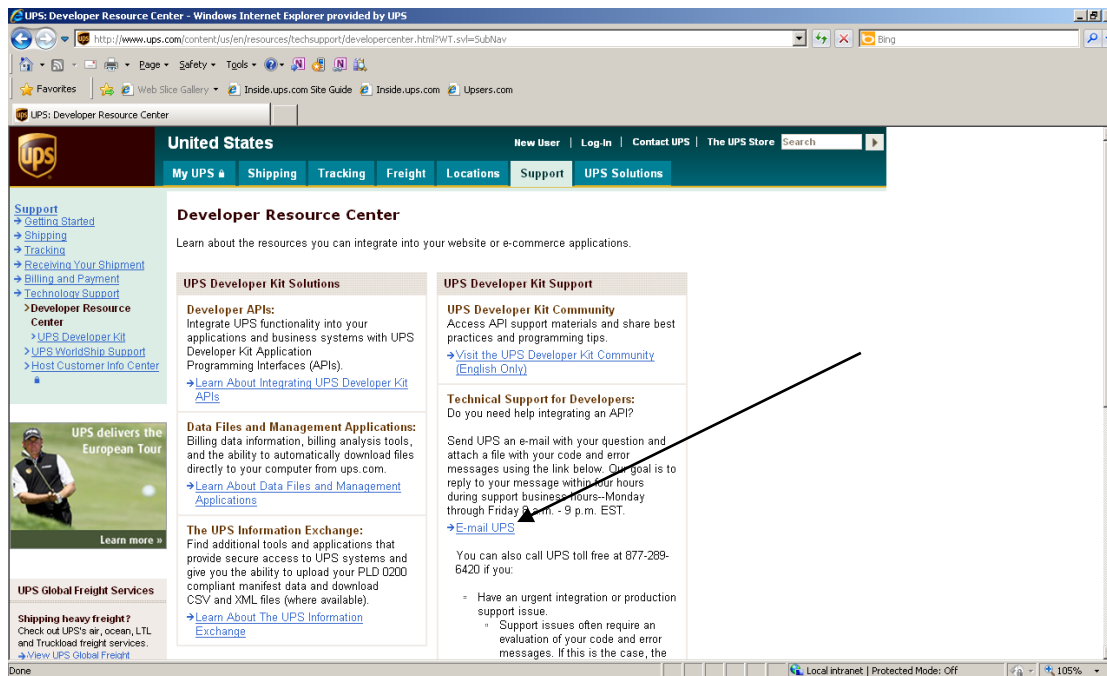 UPS: Developer Resource Center - Windows Internet Explorer provided by UPS
http://www.ups.com/content/us/en/resources/techsupport/developercenter.html?WT.svl=SubNav
Bing
Page Safety Tools
Favorites Web Slice Gallery Inside.ups.com Site Guide Inside.ups.com Upsers.com
UPS: Developer Resource Center
ups
United States
New User | Log-In | Contact UPS | The UPS Store Search
My UPS Shipping Tracking Freight Locations Support UPS Solutions
Support
Getting Started
Shipping
Tracking
Receiving Your Shipment
Billing and Payment
Technology Support
Developer Resource
Center
UPS Developer Kit
UPS WorldShip Support
Host Customer Info Center
UPS delivers the
European Tour
Learn more »
UPS Global Freight Services
Shipping heavy freight?
Check out UPS's air, ocean, LTL
and Truckload freight services.
View UPS Global Freight
Developer Resource Center
Learn about the resources you can integrate into your website or e-commerce applications.
UPS Developer Kit Solutions
Developer APIs:
Integrate UPS functionality into your
applications and business systems with UPS
Developer Kit Application
Programming Interfaces (APIs).
Learn About Integrating UPS Developer Kit
APIs
Data Files and Management Applications:
Billing data information, billing analysis tools,
and the ability to automatically download files
directly to your computer from ups.com.
Learn About Data Files and Management
Applications
The UPS Information Exchange:
Find additional tools and applications that
provide secure access to UPS systems and
give you the ability to upload your PLD 0200
compliant manifest data and download
CSV and XML files (where available).
Learn About The UPS Information
Exchange
UPS Developer Kit Support
UPS Developer Kit Community
Access API support materials and share best
practices and programming tips.
Visit the UPS Developer Kit Community
(English Only)
Technical Support for Developers:
Do you need help integrating an API?
Send UPS an e-mail with your question and
attach a file with your code and error
messages using the link below. Our goal is to
reply to your message within four hours
during support business hours--Monday
through Friday 8 a.m. - 9 p.m. EST.
E-mail UPS
You can also call UPS toll free at 877-289-
6420 if you:
Have an urgent integration or production
support issue.
Support issues often require an
evaluation of your code and error
messages. If this is the case, the
Done
Local intranet | Protected Mode: Off
105%